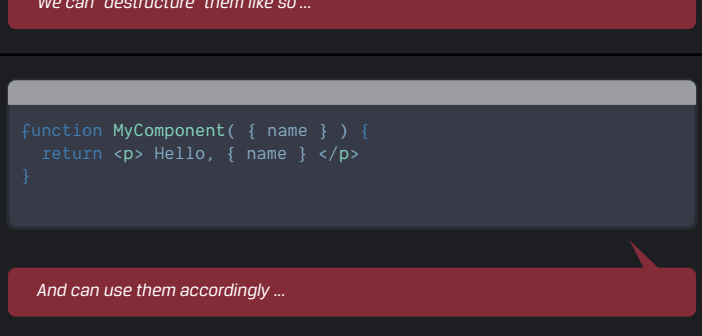 We can "destructure" them like so ...
function MyComponent( { name } ) {
return <p> Hello, { name } </p>
}
And can use them accordingly ...